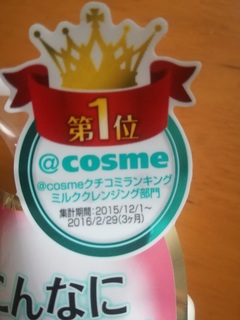 第1位
@cosme
@cosmeクチコミランキング
ミルククレンジング部門
集計期間:2015/12/1~
2016/2/29(3ヶ月)
こんなに